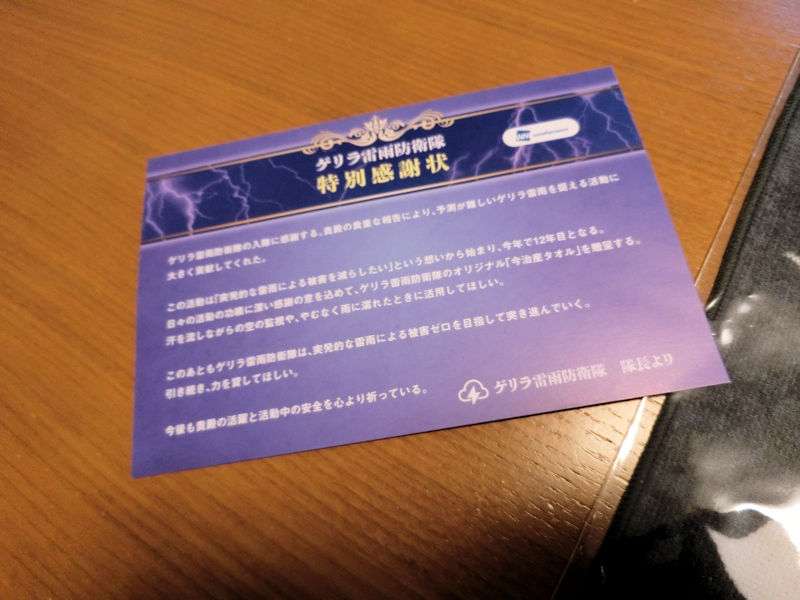 ゲリラ雷雨防衛隊
特別感謝状
WN weathernews
ゲリラ雷雨防衛隊の入隊に感謝する。貴殿の貴重な報告により、予測が難しいゲリラ雷雨を捉える活動に
大きく貢献してくれた。
この活動は「突発的な雷雨による被害を減らしたい」という想いから始まり、今年で12年目となる。
日々の活動の功績に深い感謝の意を込めて、ゲリラ雷雨防衛隊のオリジナル「今治産タオル」を贈呈する。
汗を流しながらの空の監視や、やむなく雨に濡れたときに活用してほしい。
このあともゲリラ雷雨防衛隊は、突発的な雷雨による被害ゼロを目指して突き進んでいく。
引き続き、力を貸してほしい。
今後も貴殿の活躍と活動中の安全を心より祈っている。
ゲリラ雷雨防衛隊 隊長より